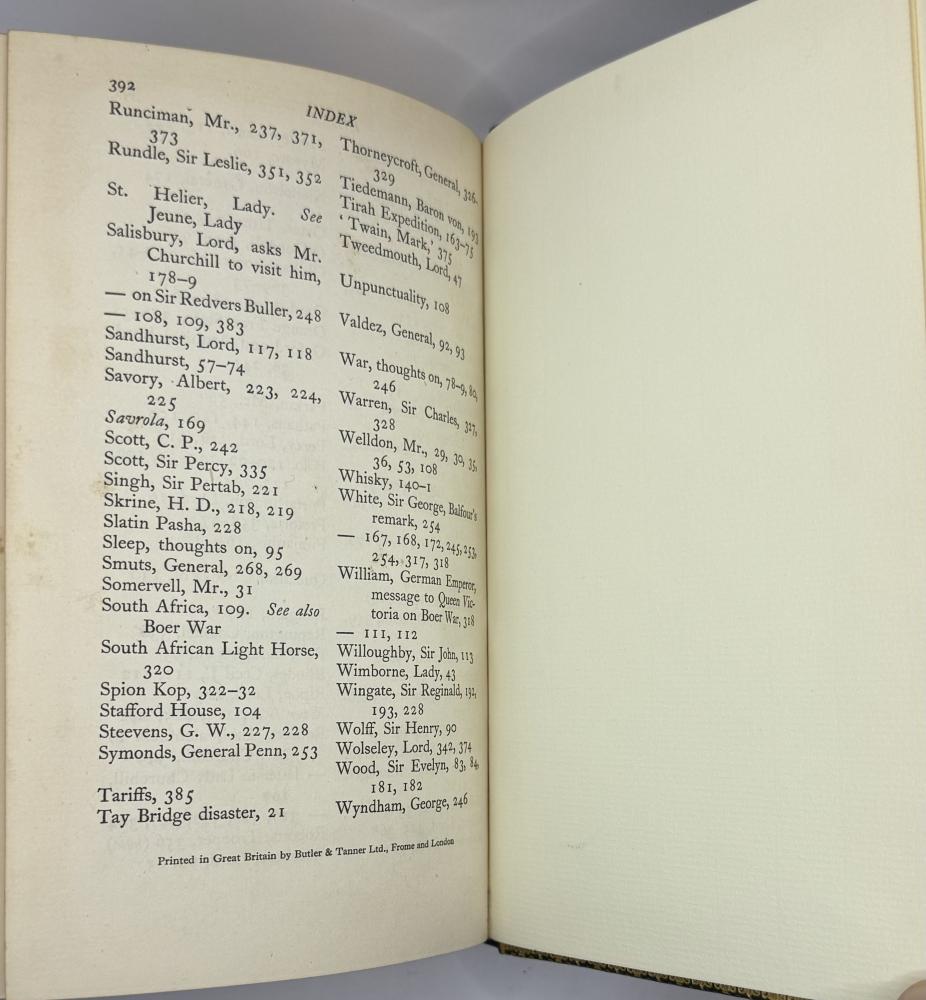 392
INDEX
Runciman, Mr., 237, 371,
373
Rundle, Sir Leslie, 351, 352
St. Helier, Lady. See
Jeune, Lady
Salisbury, Lord, asks Mr.
Churchill to visit him,
178–9
— on Sir Redvers Buller, 248
— 108, 109, 383
Sandhurst, Lord, 117, 118
Sandhurst, 57–74
Savory, Albert, 223, 224,
225
Savrola, 169
Scott, C. P., 242
Scott, Sir Percy, 335
Singh, Sir Pertab, 221
Skrine, H. D., 218, 219
Slatin Pasha, 228
Sleep, thoughts on, 95
Smuts, General, 268, 269
Somervell, Mr., 31
South Africa, 109. See also
Boer War
South African Light Horse,
320
Spion Kop, 322–32
Stafford House, 104
Steevens, G. W., 227, 228
Symonds, General Penn, 253
Tariffs, 385
Tay Bridge disaster, 21
Thorneycroft, General, 326–
329
Tiedemann, Baron von, 193
Tirah Expedition, 163–75
‘ Twain, Mark,’ 375
Tweedmouth, Lord, 47
Unpunctuality, 108
Valdez, General, 92, 93
War, thoughts on, 78–9, 80,
246
Warren, Sir Charles, 327,
328
Welldon, Mr., 29, 30, 35,
36, 53, 108
Whisky, 140–1
White, Sir George, Balfour's
remark, 254
— 167, 168, 172, 245, 253,
254, 317, 318
William, German Emperor,
message to Queen Vic-
toria on Boer War, 318
— 111, 112
Willoughby, Sir John, 113
Wimborne, Lady, 43
Wingate, Sir Reginald, 192,
193, 228
Wolff, Sir Henry, 90
Wolseley, Lord, 342, 374
Wood, Sir Evelyn, 83, 84,
181, 182
Wyndham, George, 246
Printed in Great Britain by Butler & Tanner Ltd., Frome and London